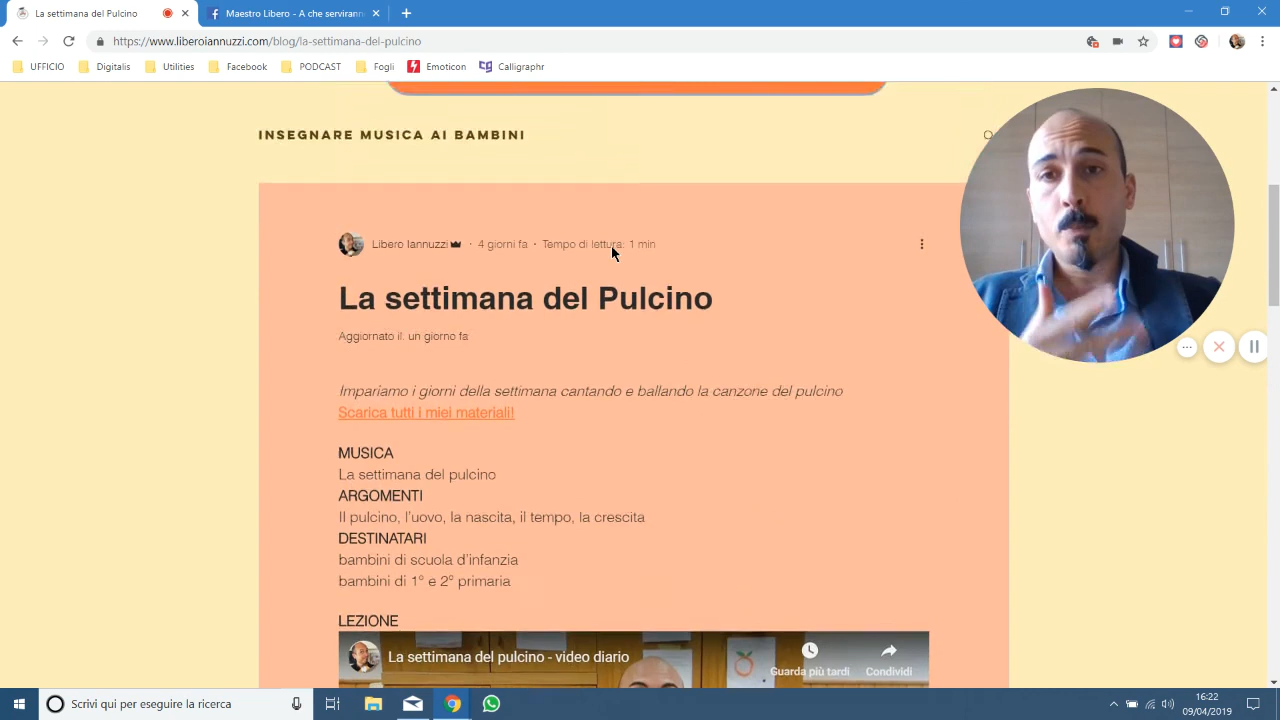 La settimana del Pulcino
Maestro Libero - A che servirann
https://www.liberoiannuzzi.com/blog/la-settimana-del-pulcino
UFFICIO
Digitalis
Utilities
Facebook
PODCAST
Fogli
Emoticon
Calligraphr
INSEGNARE MUSICA AI BAMBINI
Libero Iannuzzi · 4 giorni fa · Tempo di lettura: 1 min
La settimana del Pulcino
Aggiornato il: un giorno fa
Impariamo i giorni della settimana cantando e ballando la canzone del pulcino
Scarica tutti i miei materiali!
MUSICA
La settimana del pulcino
ARGOMENTI
Il pulcino, l'uovo, la nascita, il tempo, la crescita
DESTINATARI
bambini di scuola d'infanzia
bambini di 1° e 2° primaria
LEZIONE
La settimana del pulcino - video diario
Guarda più tardi
Condividi
Scrivi qui per eseguire la ricerca
16:22
09/04/2019